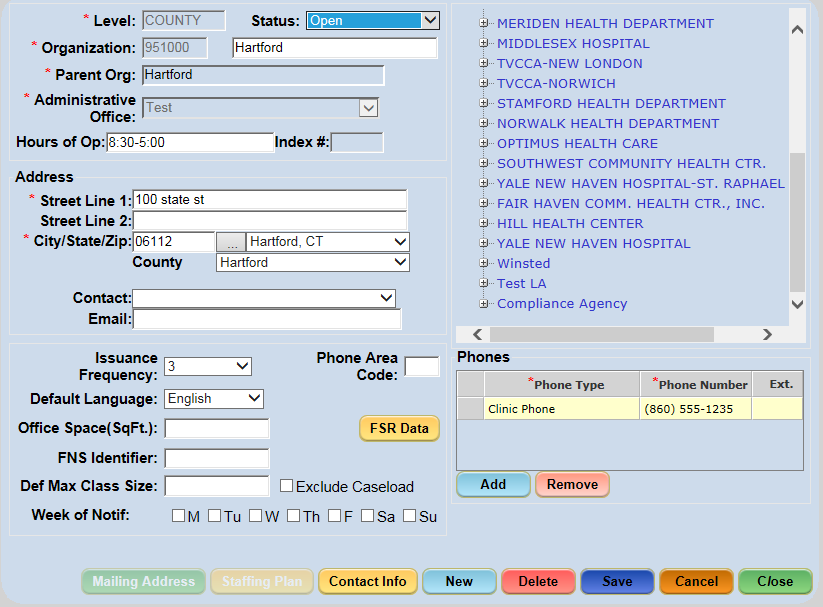 * Level: COUNTY Status: Open
* Organization: 951000 Hartford
* Parent Org: Hartford
* Administrative Office: Test
Hours of Op: 8:30-5:00 Index #:
Address
* Street Line 1: 100 state st
Street Line 2:
* City/State/Zip: 06112 ... Hartford, CT
County Hartford
Contact:
Email:
Issuance Frequency: 3 Phone Area Code:
Default Language: English
Office Space(SqFt.): FSR Data
FNS Identifier:
Def Max Class Size: Exclude Caseload
Week of Notif: M Tu W Th F Sa Su
MERIDEN HEALTH DEPARTMENT
MIDDLESEX HOSPITAL
TVCCA-NEW LONDON
TVCCA-NORWICH
STAMFORD HEALTH DEPARTMENT
NORWALK HEALTH DEPARTMENT
OPTIMUS HEALTH CARE
SOUTHWEST COMMUNITY HEALTH CTR.
YALE NEW HAVEN HOSPITAL-ST. RAPHAEL
FAIR HAVEN COMM. HEALTH CTR., INC.
HILL HEALTH CENTER
YALE NEW HAVEN HOSPITAL
Winsted
Test LA
Compliance Agency
Phones
*Phone Type *Phone Number Ext.
Clinic Phone (860) 555-1235
Add Remove
Mailing Address Staffing Plan Contact Info New Delete Save Cancel Close